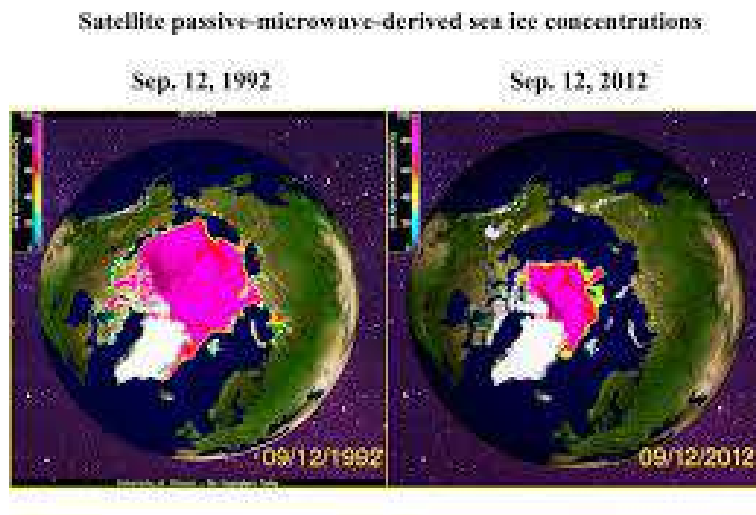 Satellite passive-microwave-derived sea ice concentrations
Sep. 12, 1992
Sep. 12, 2012
09/12/1992
09/12/2012